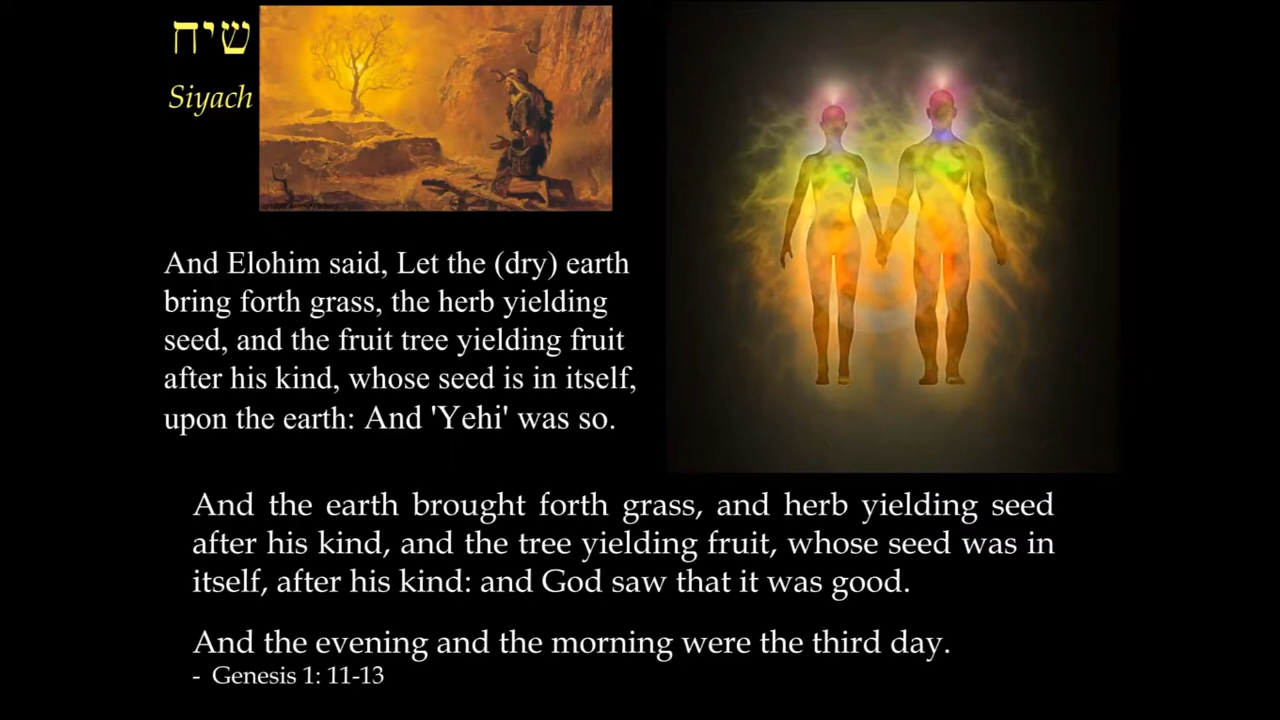 שיח
Siyach
And Elohim said, Let the (dry) earth
bring forth grass, the herb yielding
seed, and the fruit tree yielding fruit
after his kind, whose seed is in itself,
upon the earth: And 'Yehi' was so.
And the earth brought forth grass, and herb yielding seed
after his kind, and the tree yielding fruit, whose seed was in
itself, after his kind: and God saw that it was good.
And the evening and the morning were the third day.
- Genesis 1: 11-13